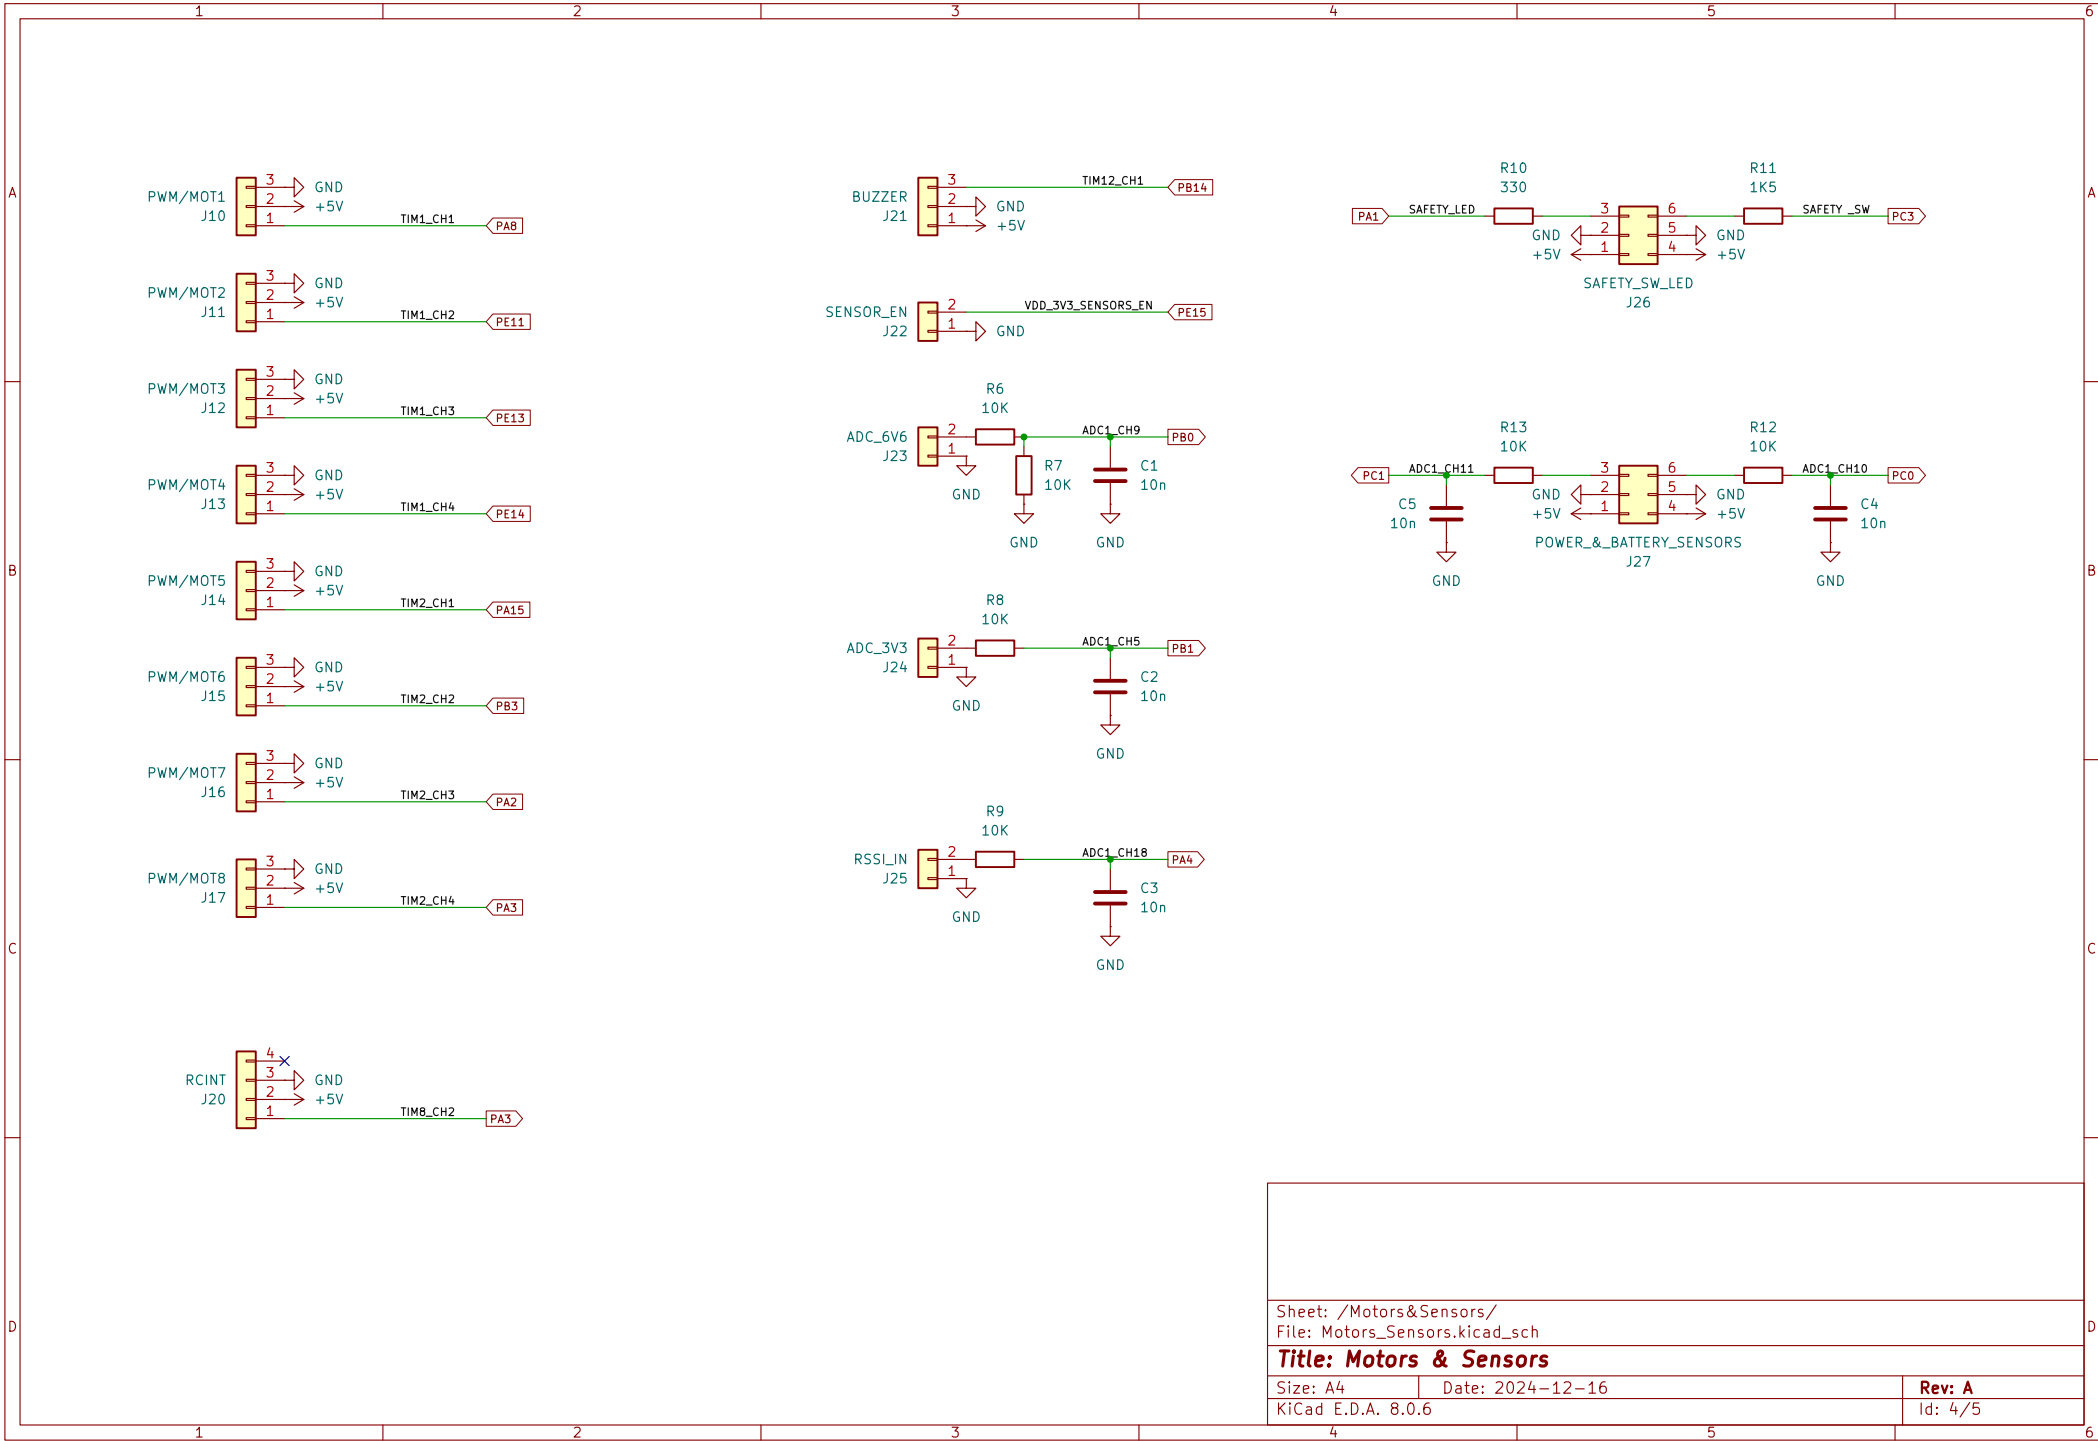 1 2 3 4 5 6
A A
B B
C C
D D
PWM/MOT1
J10
3 GND
2 +5V
1 TIM1_CH1 PA8
PWM/MOT2
J11
3 GND
2 +5V
1 TIM1_CH2 PE11
PWM/MOT3
J12
3 GND
2 +5V
1 TIM1_CH3 PE13
PWM/MOT4
J13
3 GND
2 +5V
1 TIM1_CH4 PE14
PWM/MOT5
J14
3 GND
2 +5V
1 TIM2_CH1 PA15
PWM/MOT6
J15
3 GND
2 +5V
1 TIM2_CH2 PB3
PWM/MOT7
J16
3 GND
2 +5V
1 TIM2_CH3 PA2
PWM/MOT8
J17
3 GND
2 +5V
1 TIM2_CH4 PA3
RCINT
J20
4
3 GND
2 +5V
1 TIM8_CH2 PA3
BUZZER
J21
3 TIM12_CH1 PB14
2 GND
1 +5V
SENSOR_EN
J22
2 VDD_3V3_SENSORS_EN PE15
1 GND
R6
10K
ADC_6V6
J23
2 ADC1_CH9 PB0
1
GND
R7
10K
GND
C1
10n
GND
R8
10K
ADC_3V3
J24
2 ADC1_CH5 PB1
1
GND
C2
10n
GND
R9
10K
RSSI_IN
J25
2 ADC1_CH18 PA4
1
GND
C3
10n
GND
R10
330
R11
1K5
PA1 SAFETY_LED 3 6 SAFETY _SW PC3
GND 2 5 GND
+5V 1 4 +5V
SAFETY_SW_LED
J26
R13
10K
R12
10K
PC1 ADC1_CH11 3 6 ADC1_CH10 PC0
GND 2 5 GND
+5V 1 4 +5V
C5
10n
GND
C4
10n
GND
POWER_&_BATTERY_SENSORS
J27
Sheet: /Motors&Sensors/
File: Motors_Sensors.kicad_sch
Title: Motors & Sensors
Size: A4 Date: 2024-12-16 Rev: A
KiCad E.D.A. 8.0.6 Id: 4/5
1 2 3 4 5 6